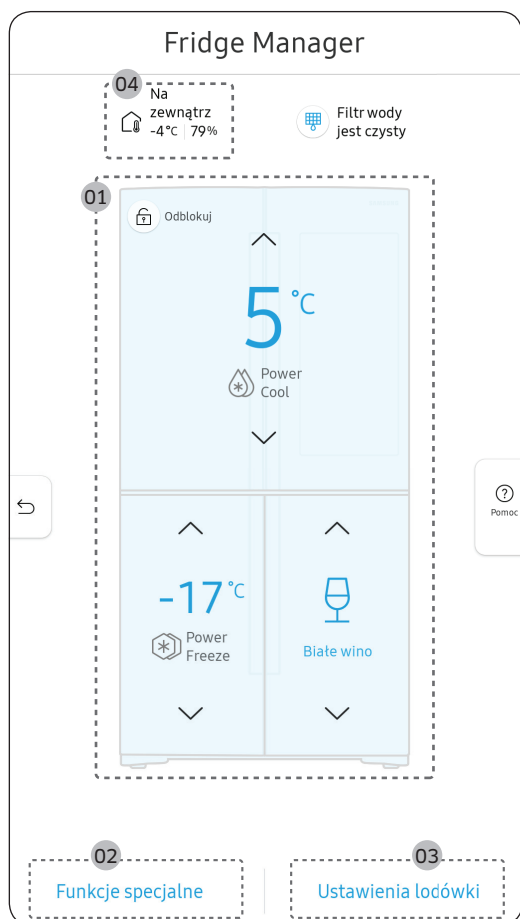 Fridge Manager
04
Na
zewnątrz
-4°C | 79%
Filtr wody
jest czysty
01
Odblokuj
5 °C
Power
Cool
Pomoc
-17 °C
Power
Freeze
Białe wino
02
03
Funkcje specjalne
Ustawienia lodówki